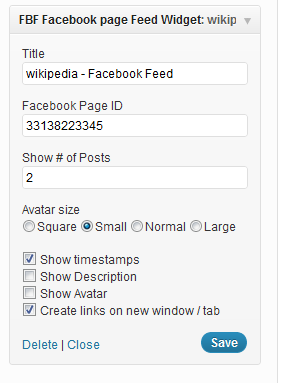 FBF Facebook page Feed Widget: wikip
Title
wikipedia - Facebook Feed
Facebook Page ID
33138223345
Show # of Posts
2
Avatar size
Square Small Normal Large
Show timestamps
Show Description
Show Avatar
Create links on new window / tab
Delete | Close Save